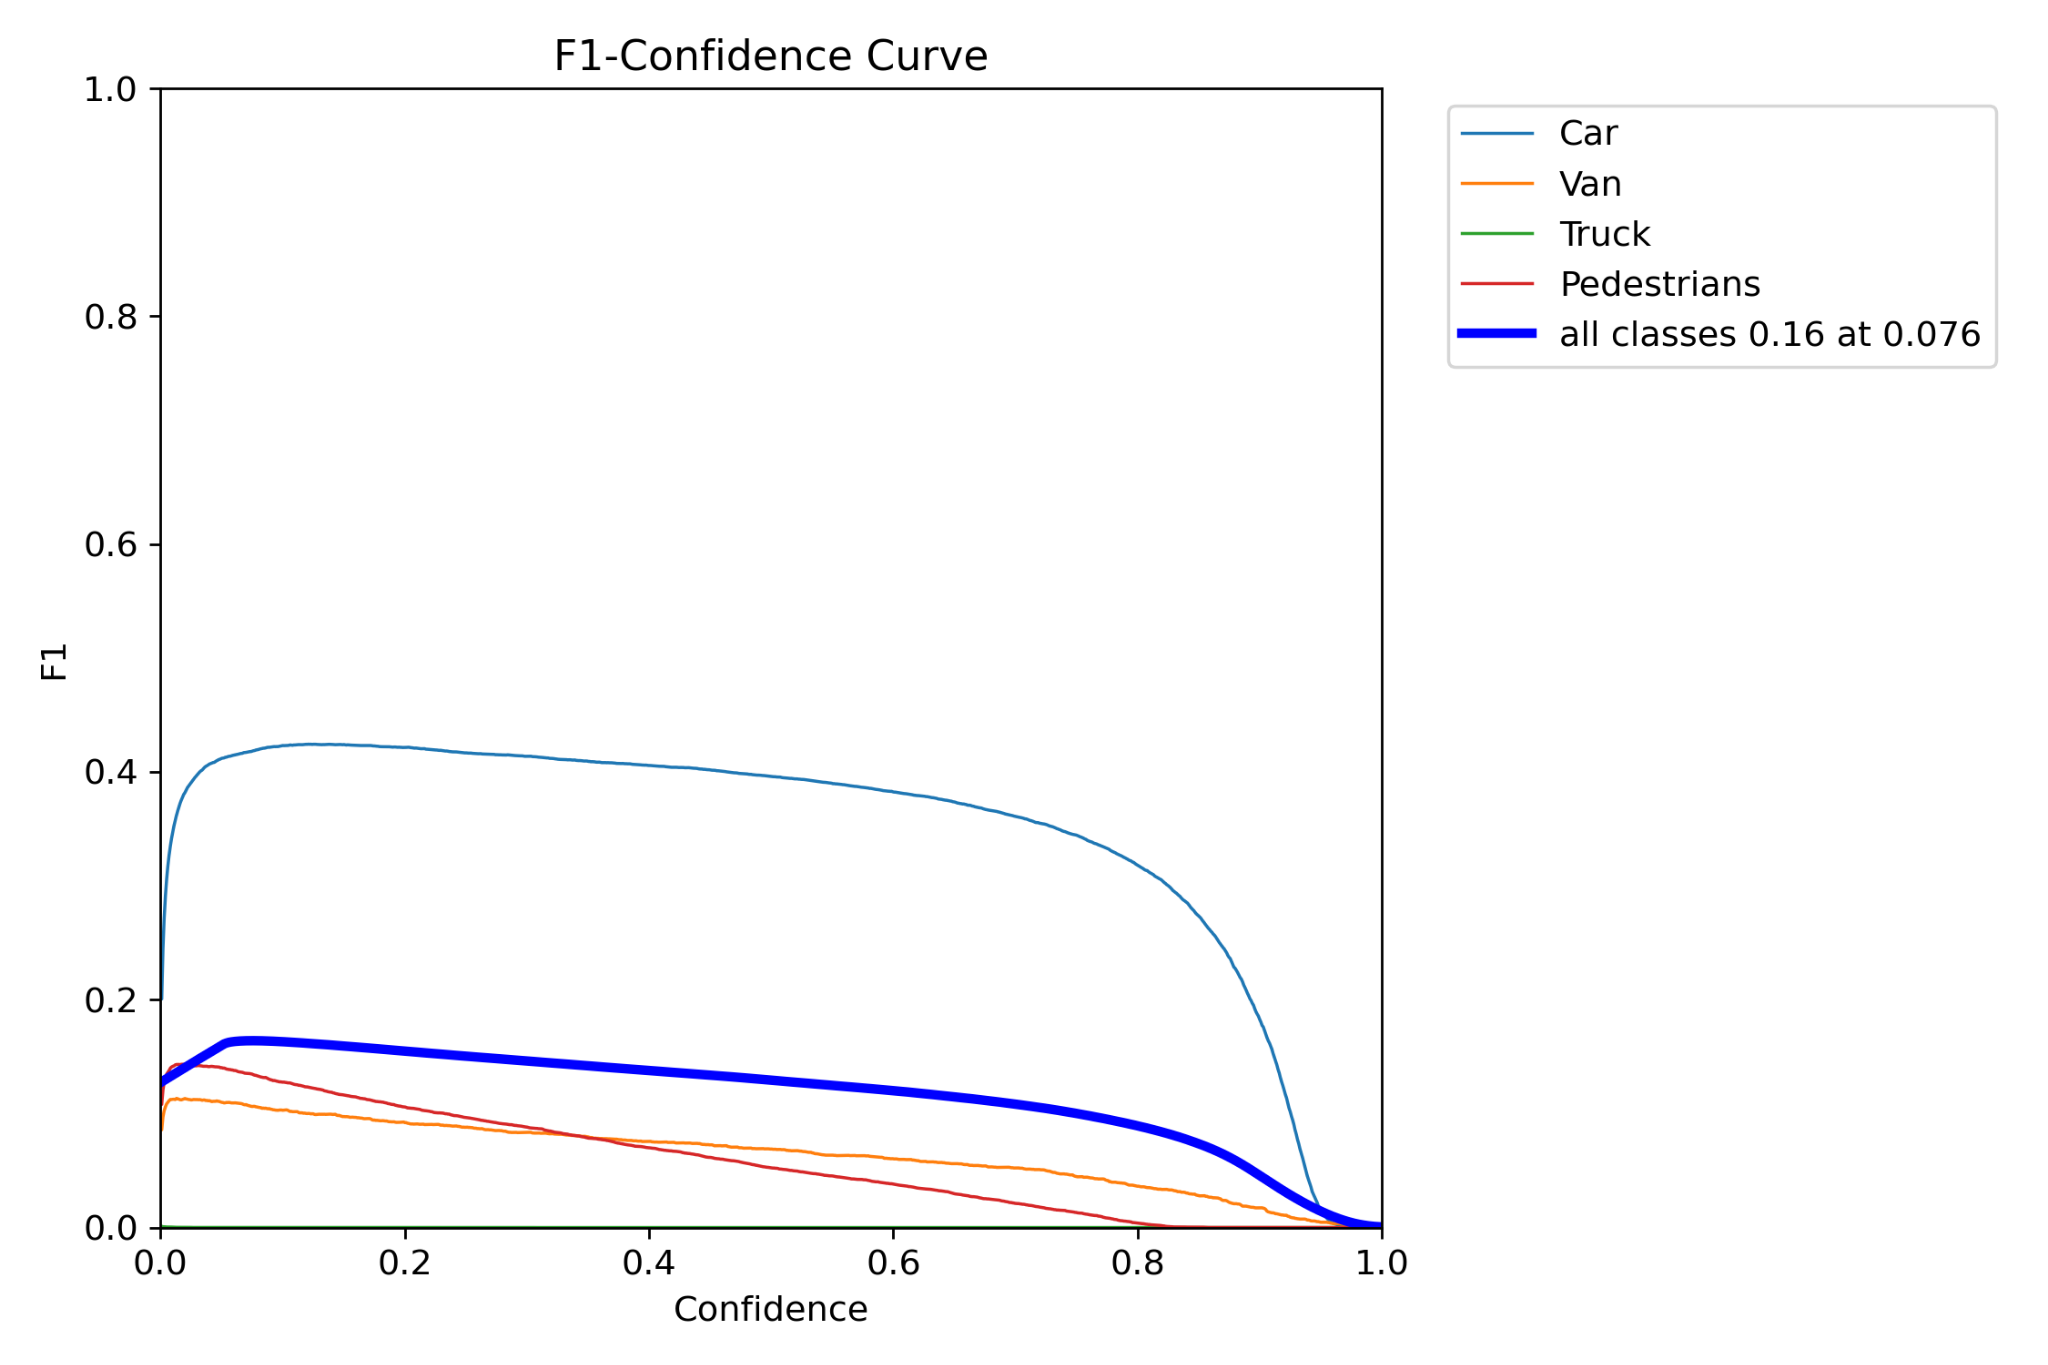 F1-Confidence Curve
1.0
0.8
0.6
0.4
0.2
0.0
F1
0.0 0.2 0.4 0.6 0.8 1.0
Confidence
Car
Van
Truck
Pedestrians
all classes 0.16 at 0.076